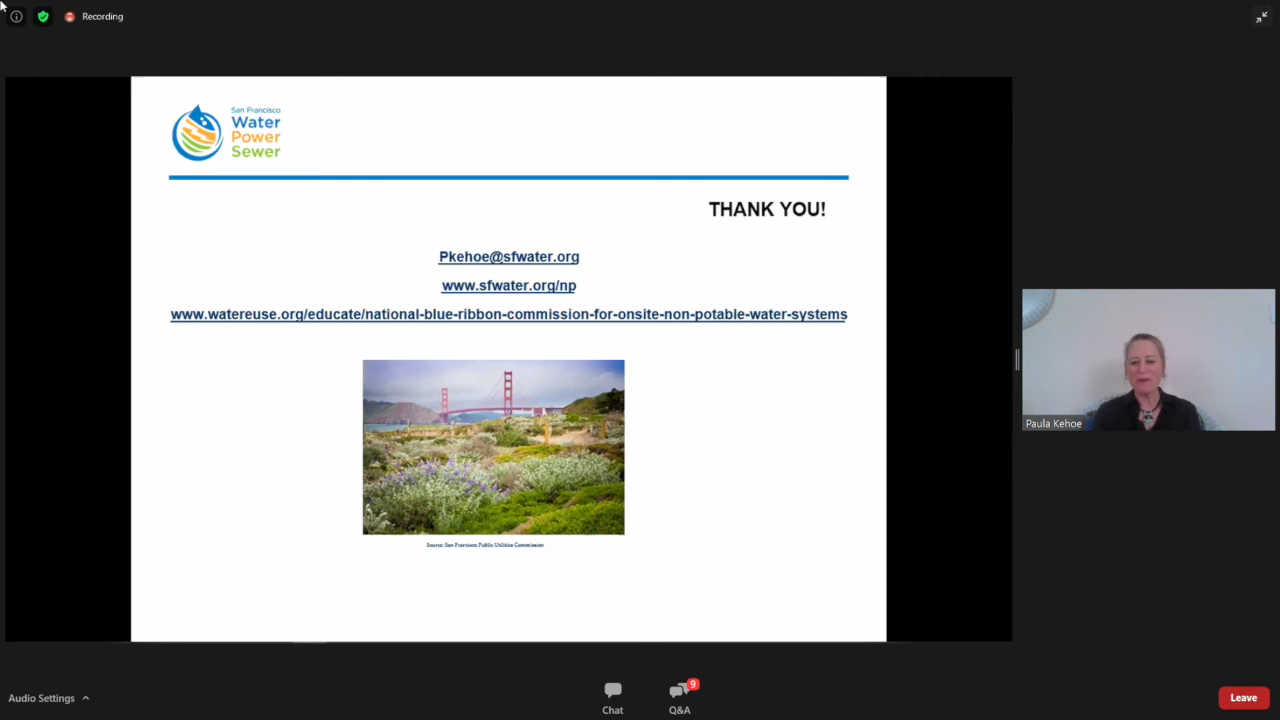 Recording
San Francisco
Water
Power
Sewer
THANK YOU!
Pkehoe@sfwater.org
www.sfwater.org/np
www.watereuse.org/educate/national-blue-ribbon-commission-for-onsite-non-potable-water-systems
Source: San Francisco Public Utilities Commission
Paula Kehoe
Audio Settings
Chat
9
Q&A
Leave